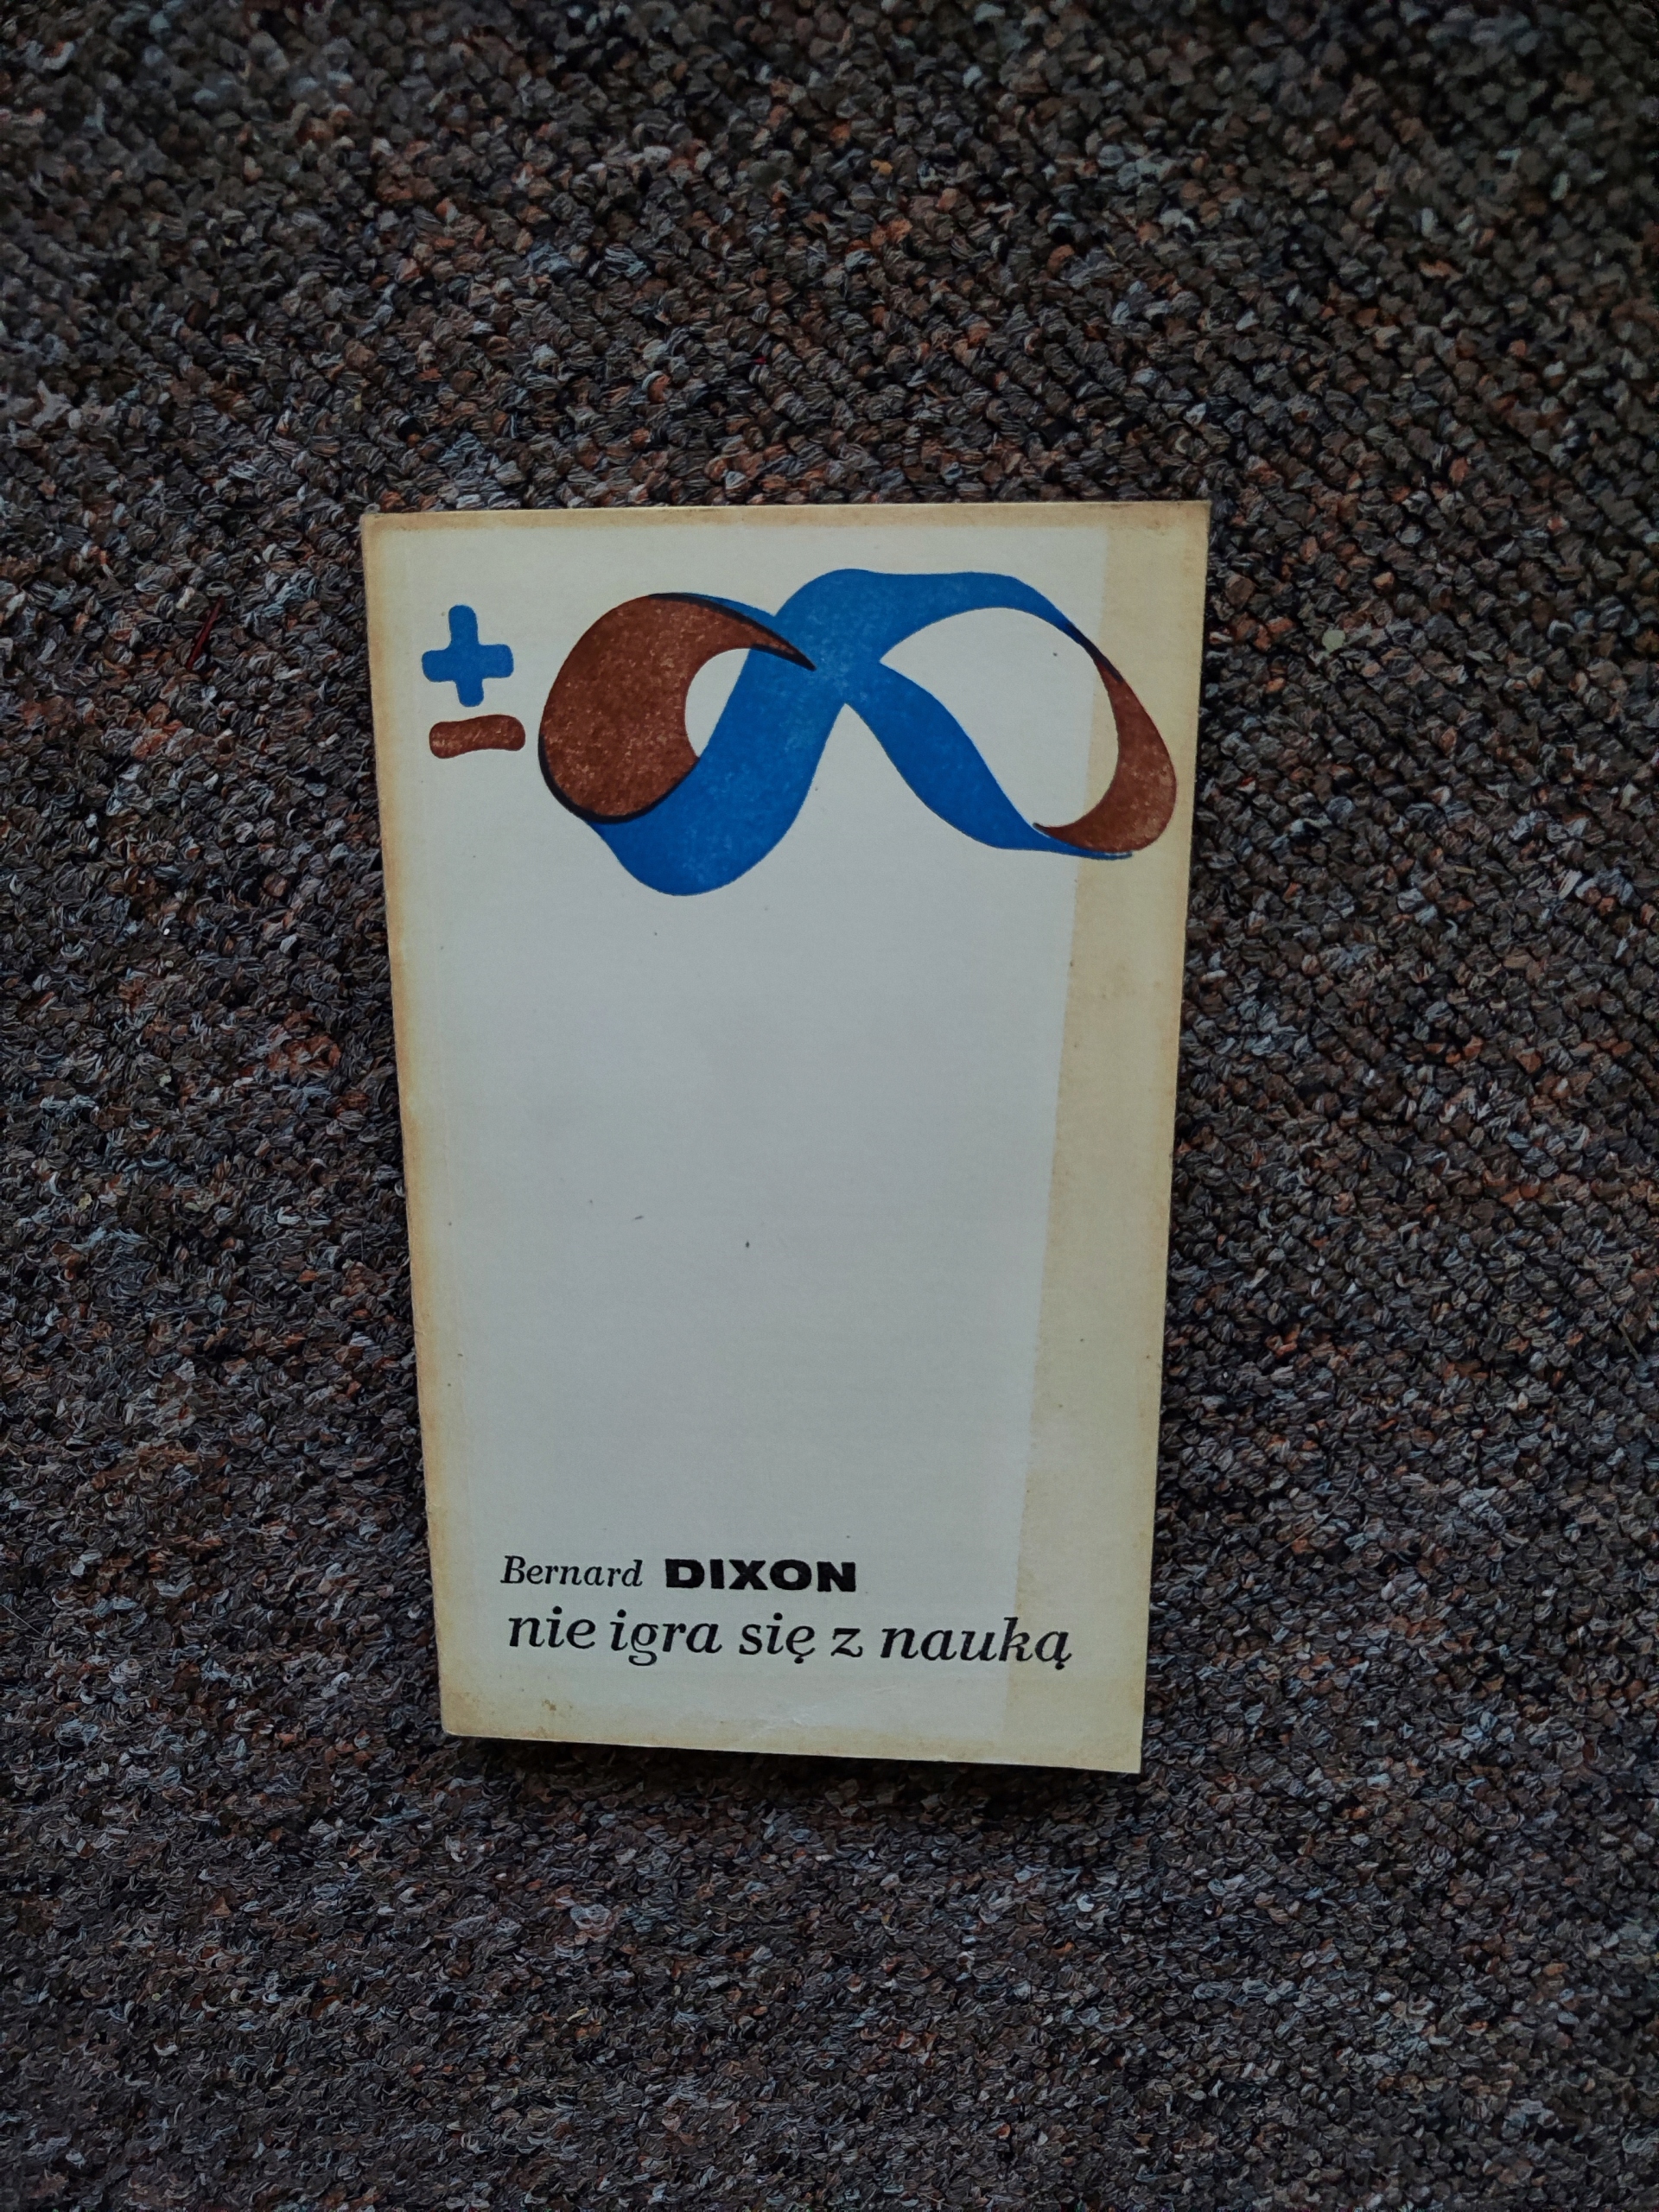 ±∞
Bernard DIXON
nie igra się z nauką